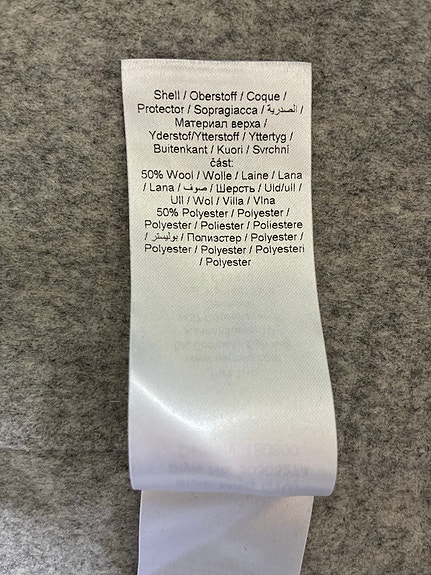 Shell / Oberstoff / Coque /
Protector / Sopragiacca / الصدرية /
Материал верха /
Yderstof/Ytterstoff / Yttertyg /
Buitenkant / Kuori / Svrchní
část:
50% Wool / Wolle / Laine / Lana
/ Lana / صوف / Шерсть / Uld/ull /
Ull / Wol / Villa / Vlna
50% Polyester / Polyester /
Polyester / Poliester / Poliestere
/ بوليستر / Полиэстер / Polyester /
Polyester / Polyester / Polyesteri
/ Polyester